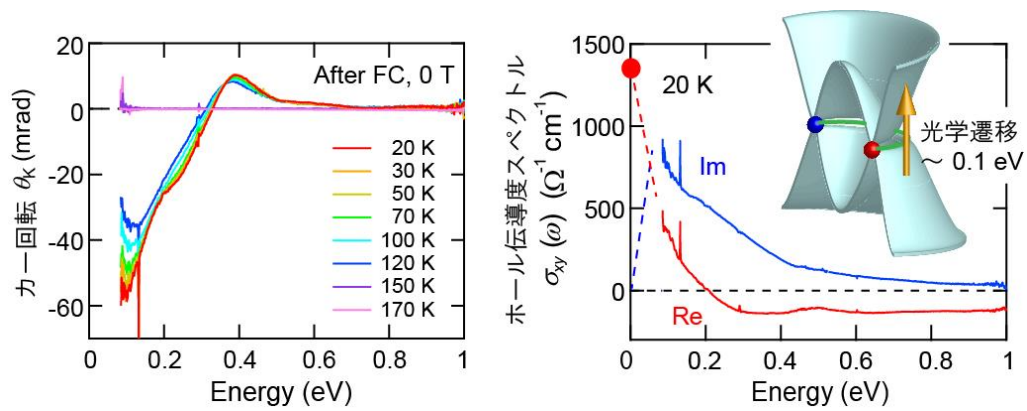 After FC, 0 T
カー回転 θK (mrad)
20
0
-20
-40
-60
20 K
30 K
50 K
70 K
100 K
120 K
150 K
170 K
0
0.2
0.4
0.6
0.8
1
Energy (eV)
ホール伝導度スペクトル
σxy (ω) (Ω-1 cm-1)
1500
1000
500
0
20 K
Im
Re
光学遷移
～ 0.1 eV
0
0.2
0.4
0.6
0.8
1
Energy (eV)